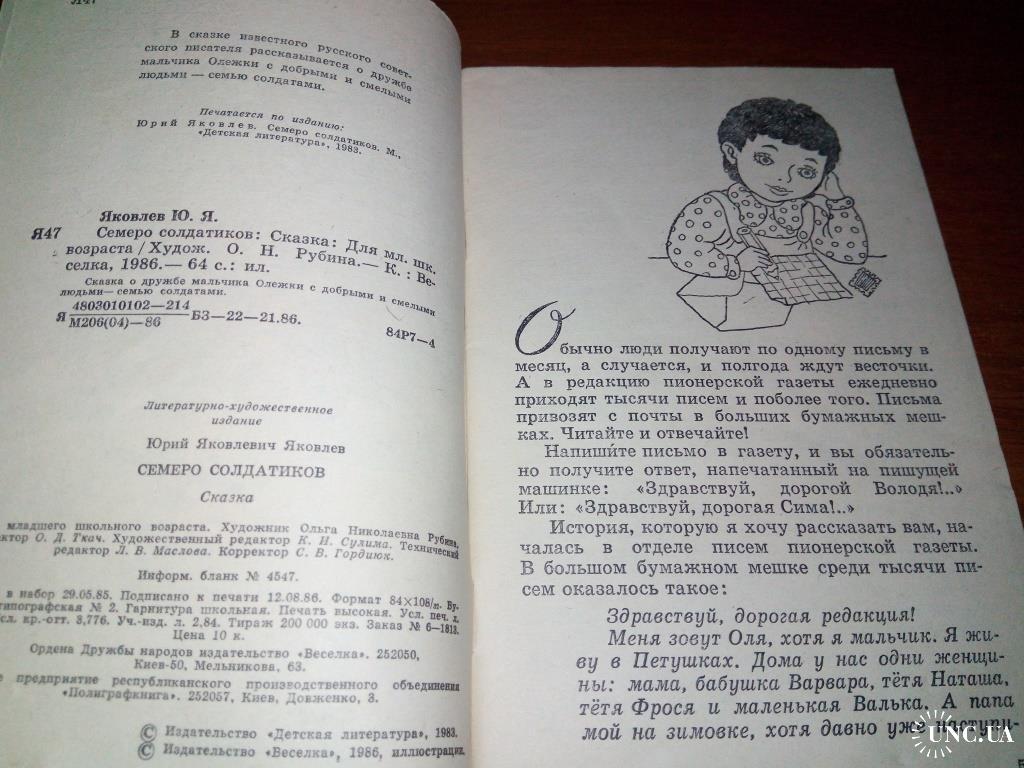 Я47
В сказке известного русского совет-
ского писателя рассказывается о дружбе
мальчика Олежки с добрыми и смелыми
людьми — семью солдатами.
Печатается по изданию:
Юрий Яковлев. Семеро солдатиков. М.,
«Детская литература», 1983.
Яковлев Ю. Я.
Я47 Семеро солдатиков: Сказка: Для мл. шк.
возраста / Худож. О. Н. Рубина.— К. : Ве-
селка, 1986.— 64 с.: ил.
Сказка о дружбе мальчика Олежки с добрыми и смелыми
людьми— семью солдатами.
Я 4803010102—214
М206(04)—86 БЗ—22—21.86.
84Р7—4
Литературно-художественное
издание
Юрий Яковлевич Яковлев
СЕМЕРО СОЛДАТИКОВ
Сказка
младшего школьного возраста. Художник Ольга Николаевна Рубина.
О. Д. Ткач. Художественный редактор К. И. Сулима. Технический
редактор Л. В. Маслова. Корректор С. В. Гордиюк.
Информ. бланк № 4547.
в набор 29.05.85. Подписано к печати 12.08.86. Формат 84×108/
типографская № 2. Гарнитура школьная. Печать высокая. Усл. печ. л.
кр.-отт. 3,776. Уч.-изд. л. 2,84. Тираж 200 000 экз. Заказ № 6—1813.
Цена 10 к.
Ордена Дружбы народов издательство «Веселка». 252050,
Киев-50, Мельникова, 63.
предприятие республиканского производственного объединения
«Полиграфкнига». 252057, Киев, Довженко, 3.
© Издательство «Детская литература», 1983.
© Издательство «Веселка», 1986, иллюстрации.
Обычно люди получают по одному письму в
месяц, а случается, и полгода ждут весточки.
А в редакцию пионерской газеты ежедневно
приходят тысячи писем и поболее того. Письма
привозят с почты в больших бумажных меш-
ках. Читайте и отвечайте!
Напиши́те письмо в газету, и вы обязатель-
но получите ответ, напечатанный на пишущей
машинке: «Здравствуй, дорогой Володя!..»
Или: «Здравствуй, дорогая Сима!..»
История, которую я хочу рассказать вам, на-
чалась в отделе писем пионерской газеты.
В большом бумажном мешке среди тысячи пи-
сем оказалось такое:
Здравствуй, дорогая редакция!
Меня зовут Оля, хотя я мальчик. Я жи-
ву в Петушках. Дома у нас одни женщи-
ны: мама, бабушка Варвара, тётя Наташа,
тётя Фрося и маленькая Валька. А папа
мой на зимовке, хотя давно уже наступи-
UNC.UA